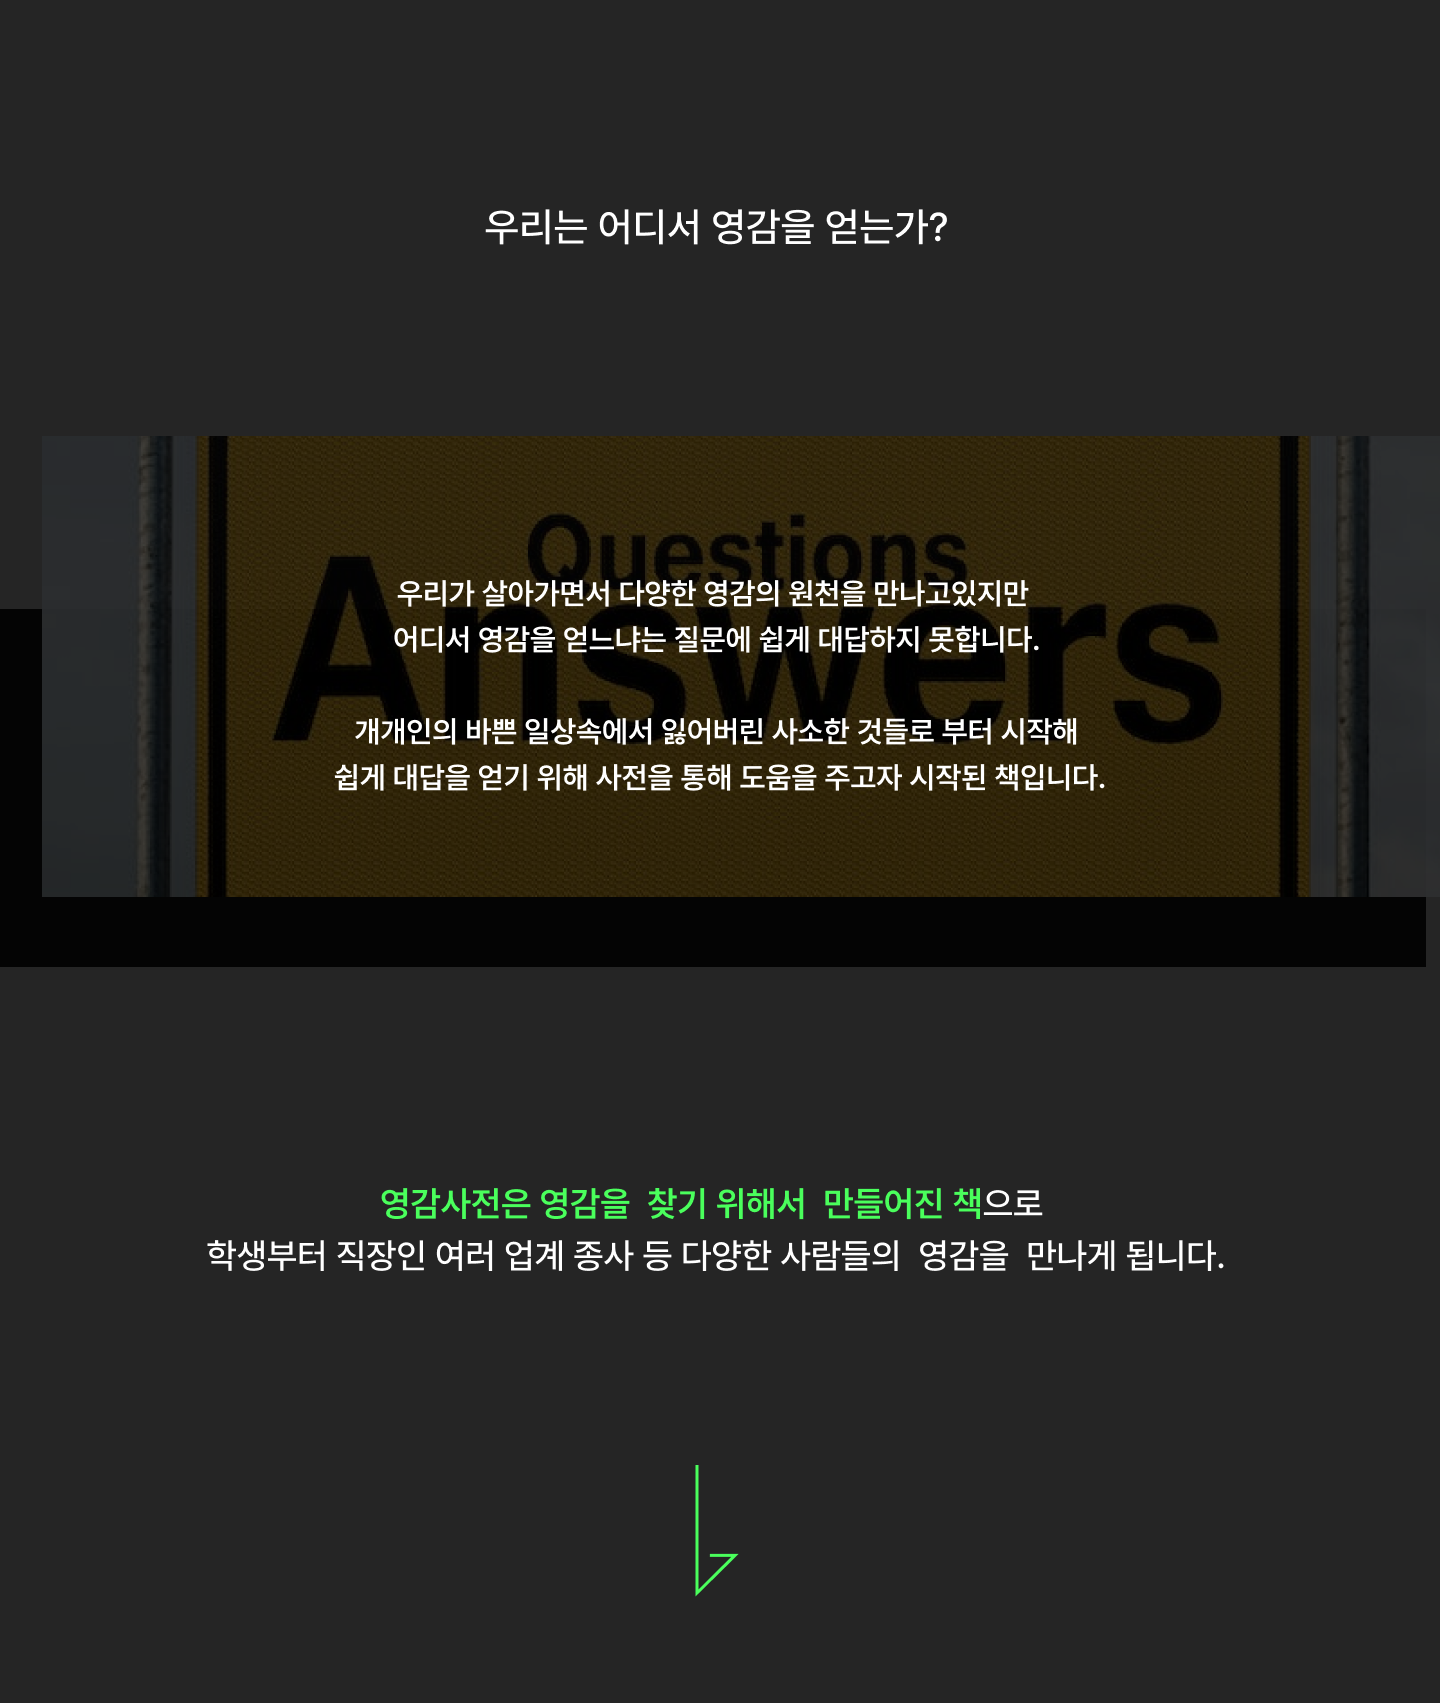 우리는 어디서 영감을 얻는가?
Questions
Answers
우리가 살아가면서 다양한 영감의 원천을 만나고있지만
어디서 영감을 얻느냐는 질문에 쉽게 대답하지 못합니다.
개개인의 바쁜 일상속에서 잃어버린 사소한 것들로 부터 시작해
쉽게 대답을 얻기 위해 사전을 통해 도움을 주고자 시작된 책입니다.
영감사전은 영감을 찾기 위해서 만들어진 책으로
학생부터 직장인 여러 업계 종사 등 다양한 사람들의 영감을 만나게 됩니다.